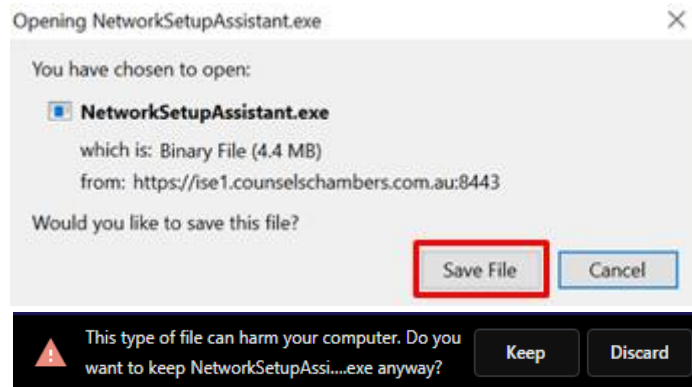 Opening NetworkSetupAssistant.exe
You have chosen to open:
NetworkSetupAssistant.exe
which is: Binary File (4.4 MB)
from: https://ise1.counselschambers.com.au:8443
Would you like to save this file?
Save File Cancel
This type of file can harm your computer. Do you
want to keep NetworkSetupAssi....exe anyway?
Keep Discard